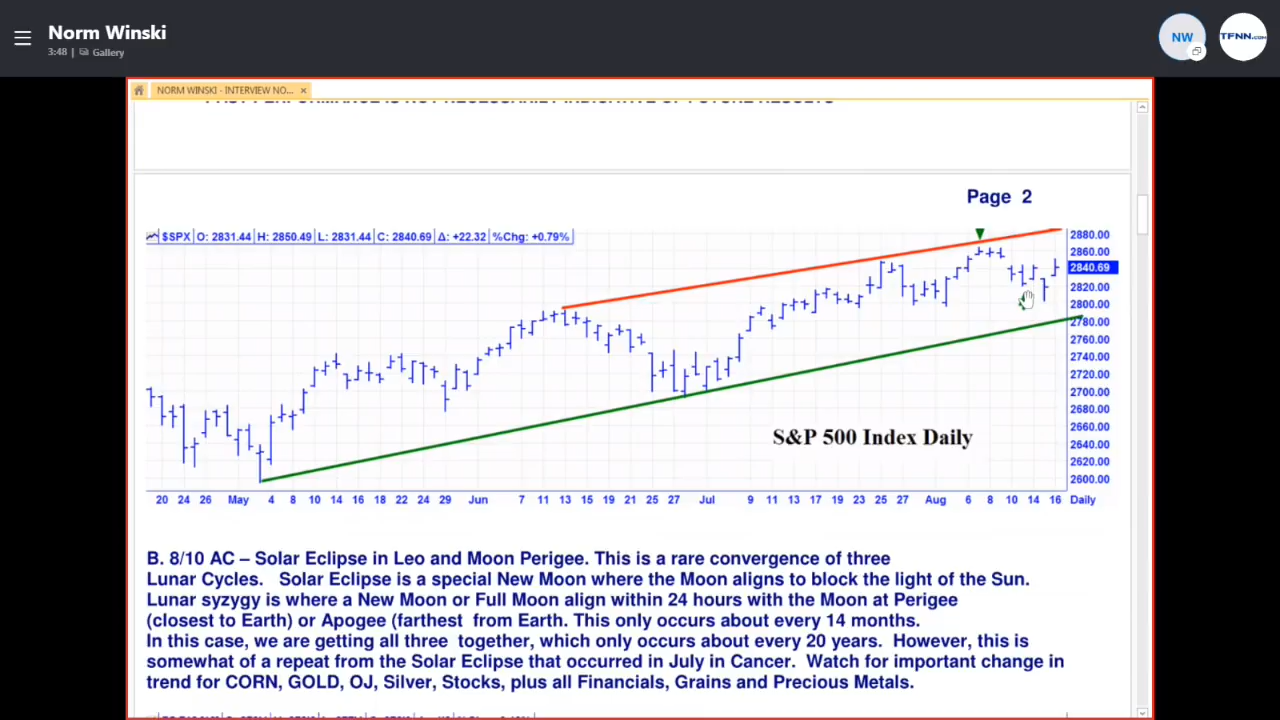 Norm Winski
3:48 | Gallery
NW
TFNN.COM
NORM WINSKI - INTERVIEW NO... ×
PAST PERFORMANCE IS NOT NECESSARILY INDICATIVE OF FUTURE RESULTS
Page 2
$SPX O: 2831.44 H: 2850.49 L: 2831.44 C: 2840.69 Δ: +22.32 %Chg: +0.79%
2880.00
2860.00
2840.69
2820.00
2800.00
2780.00
2760.00
2740.00
2720.00
2700.00
2680.00
2660.00
2640.00
2620.00
2600.00
S&P 500 Index Daily
20 24 26 May 4 8 10 14 16 18 22 24 29 Jun 7 11 13 15 19 21 25 27 Jul 9 11 13 17 19 23 25 27 Aug 6 8 10 14 16 Daily
B. 8/10 AC – Solar Eclipse in Leo and Moon Perigee. This is a rare convergence of three
Lunar Cycles. Solar Eclipse is a special New Moon where the Moon aligns to block the light of the Sun.
Lunar syzygy is where a New Moon or Full Moon align within 24 hours with the Moon at Perigee
(closest to Earth) or Apogee (farthest from Earth. This only occurs about every 14 months.
In this case, we are getting all three together, which only occurs about every 20 years. However, this is
somewhat of a repeat from the Solar Eclipse that occurred in July in Cancer. Watch for important change in
trend for CORN, GOLD, OJ, Silver, Stocks, plus all Financials, Grains and Precious Metals.